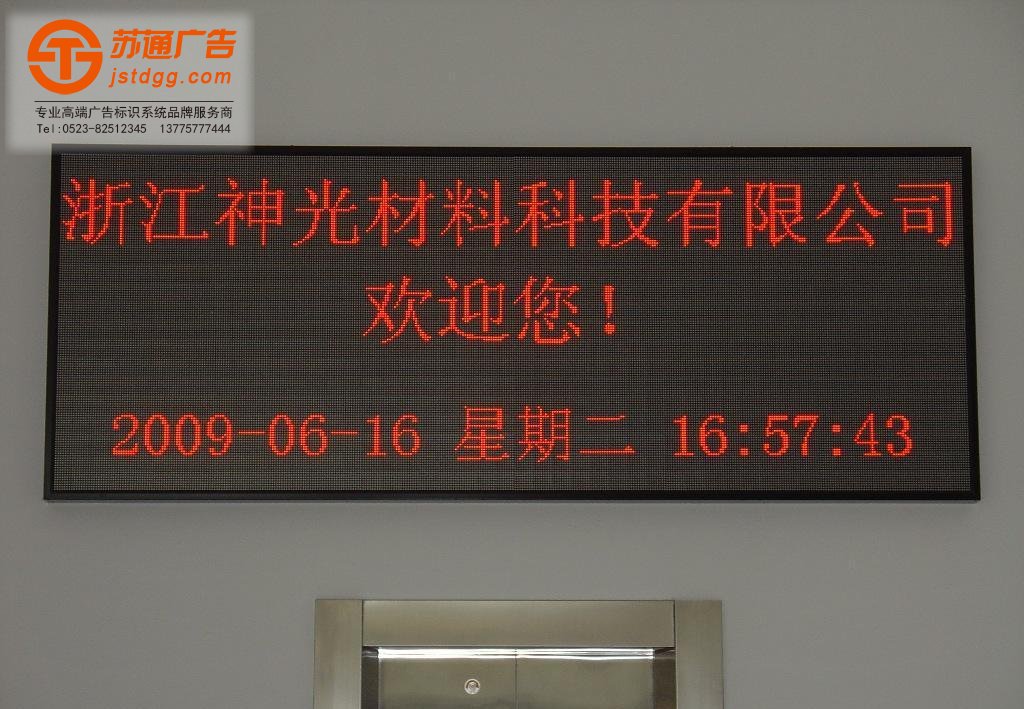 苏通广告
jstdgg.com
专业高端广告标识系统品牌服务商
Tel:0523-82512345 13775777444
浙江神光材料科技有限公司
欢迎您!
2009-06-16 星期二 16:57:43